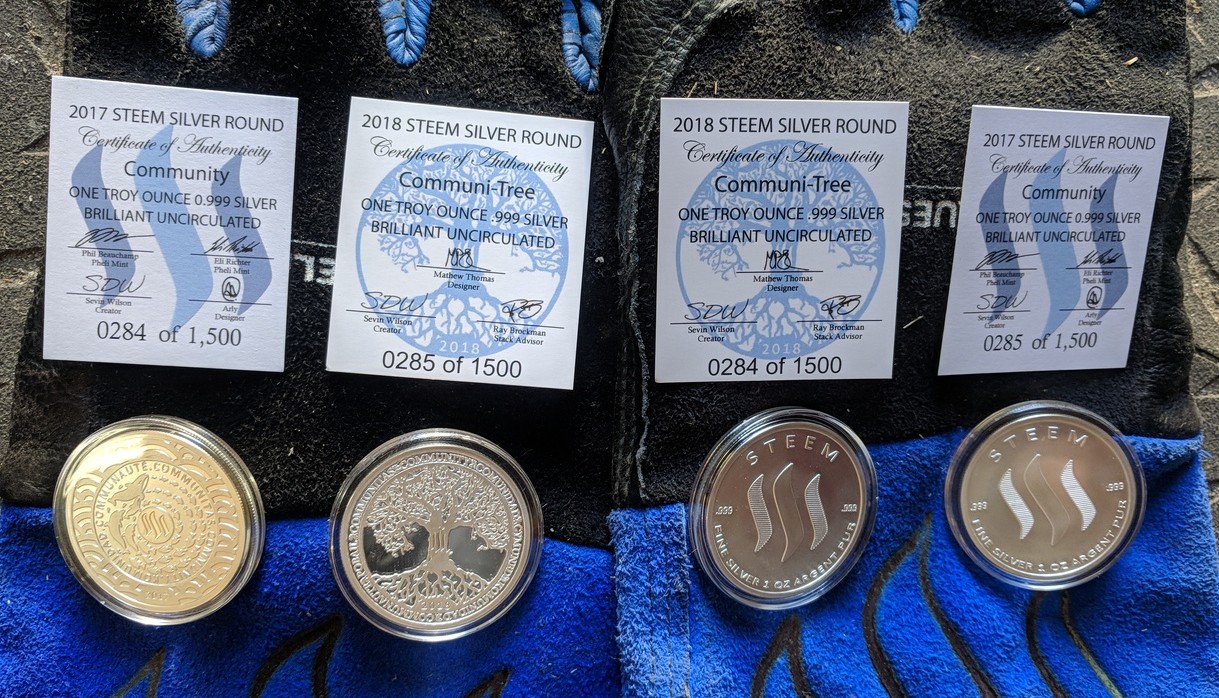 2017 STEEM SILVER ROUND
Certificate of Authenticity
Community
ONE TROY OUNCE 0.999 SILVER
BRILLIANT UNCIRCULATED
Phil Beauchamp
Pheli Mint
Eli Richter
Pheli Mint
SDW
Sevin Wilson
Creator
Arly
Designer
0284 of 1,500
2018 STEEM SILVER ROUND
Certificate of Authenticity
Communi-Tree
ONE TROY OUNCE .999 SILVER
BRILLIANT UNCIRCULATED
Mathew Thomas
Designer
SDW
Sevin Wilson
Creator
Ray Brockman
Stack Advisor
2018
0285 of 1500
2018 STEEM SILVER ROUND
Certificate of Authenticity
Communi-Tree
ONE TROY OUNCE .999 SILVER
BRILLIANT UNCIRCULATED
Mathew Thomas
Designer
SDW
Sevin Wilson
Creator
Ray Brockman
Stack Advisor
2018
0284 of 1500
2017 STEEM SILVER ROUND
Certificate of Authenticity
Community
ONE TROY OUNCE 0.999 SILVER
BRILLIANT UNCIRCULATED
Phil Beauchamp
Pheli Mint
Eli Richter
Pheli Mint
SDW
Sevin Wilson
Creator
Arly
Designer
0285 of 1,500
STEEM
.999 .999
FINE SILVER 1 OZ ARGENT PUR
STEEM
.999 .999
FINE SILVER 1 OZ ARGENT PUR